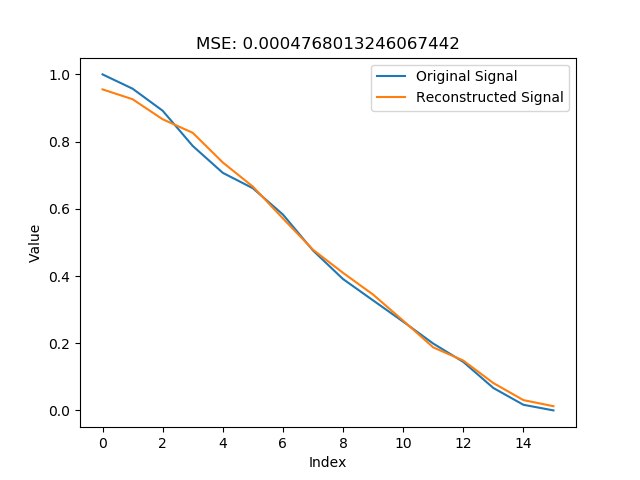 MSE: 0.0004768013246067442
Original Signal
Reconstructed Signal
1.0
0.8
0.6
0.4
0.2
0.0
Value
0 2 4 6 8 10 12 14
Index